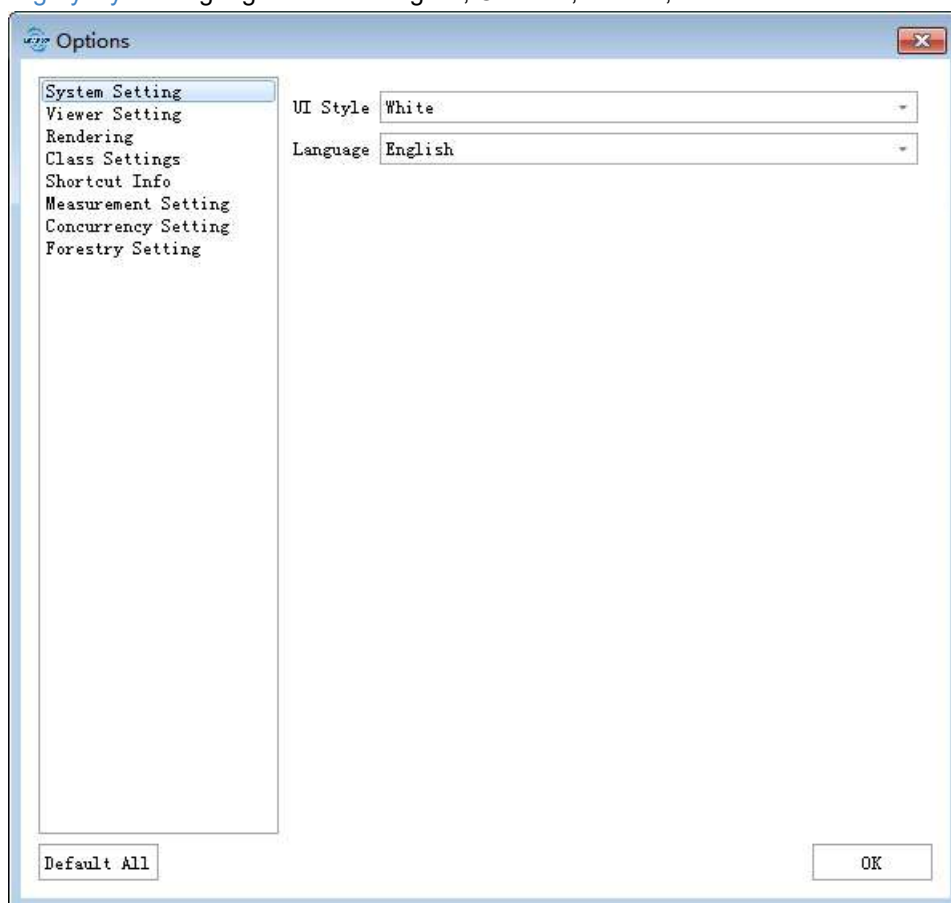 Options
System Setting
Viewer Setting
Rendering
Class Settings
Shortcut Info
Measurement Setting
Concurrency Setting
Forestry Setting
UI Style White
Language English
Default All
OK